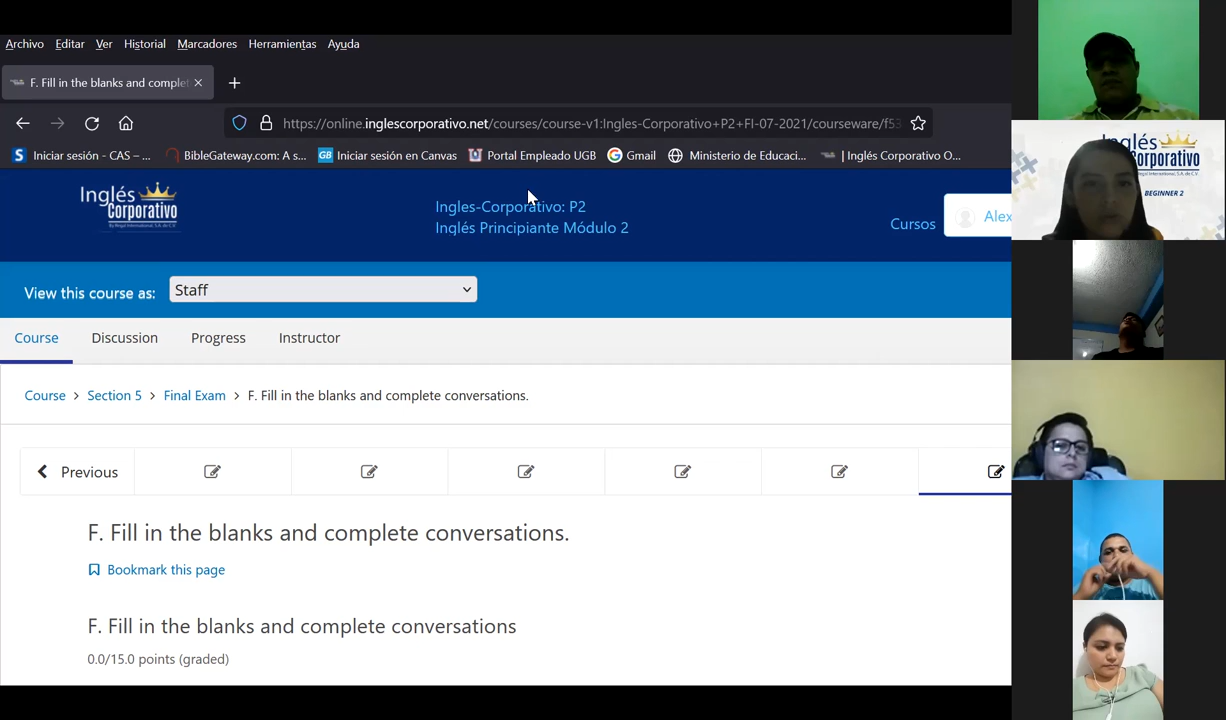 Archivo Editar Ver Historial Marcadores Herramientas Ayuda
F. Fill in the blanks and complet
https://online.inglescorporativo.net/courses/course-v1:Ingles-Corporativo+P2+FI-07-2021/courseware/f53
Iniciar sesión - CAS – ... BibleGateway.com: A s... Iniciar sesión en Canvas Portal Empleado UGB Gmail Ministerio de Educaci... | Inglés Corporativo O...
Inglés
Corporativo
Ingles-Corporativo: P2
Inglés Principiante Módulo 2
Cursos
Alex
View this course as: Staff
Course Discussion Progress Instructor
Course > Section 5 > Final Exam > F. Fill in the blanks and complete conversations.
Previous
F. Fill in the blanks and complete conversations.
Bookmark this page
F. Fill in the blanks and complete conversations
0.0/15.0 points (graded)
BEGINNER 2